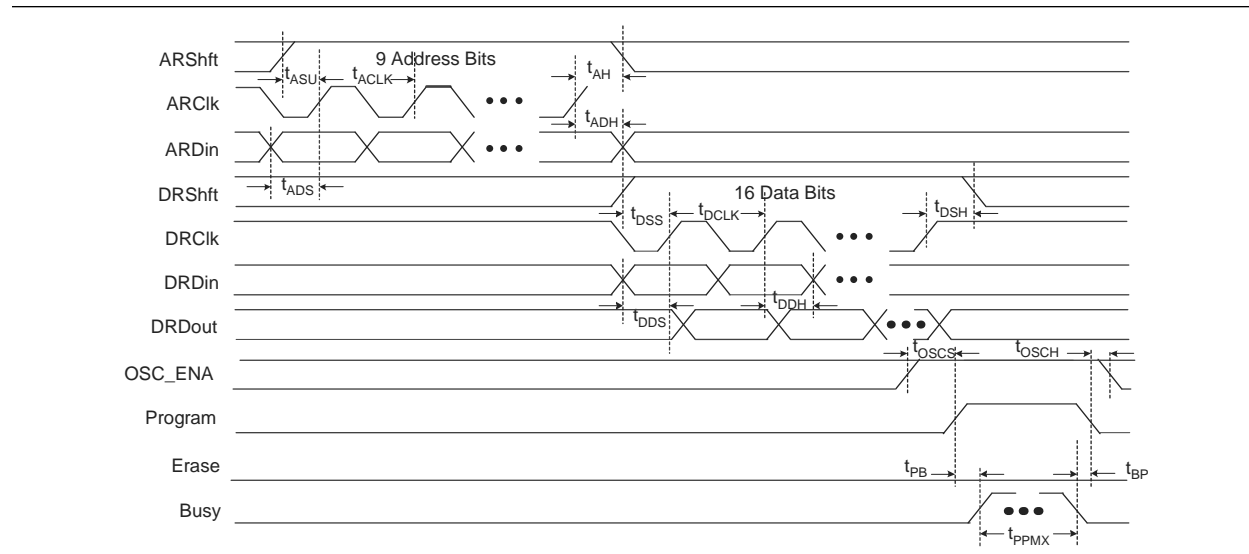 ARShft
9 Address Bits
tASU
tACLK
tAH
ARClk
tADH
ARDin
tADS
DRShft
16 Data Bits
tDSS
tDCLK
tDSH
DRClk
DRDin
tDDS
tDDH
DRDout
tOSCS
tOSCH
OSC_ENA
Program
Erase
tPB
tBP
Busy
tPPMX